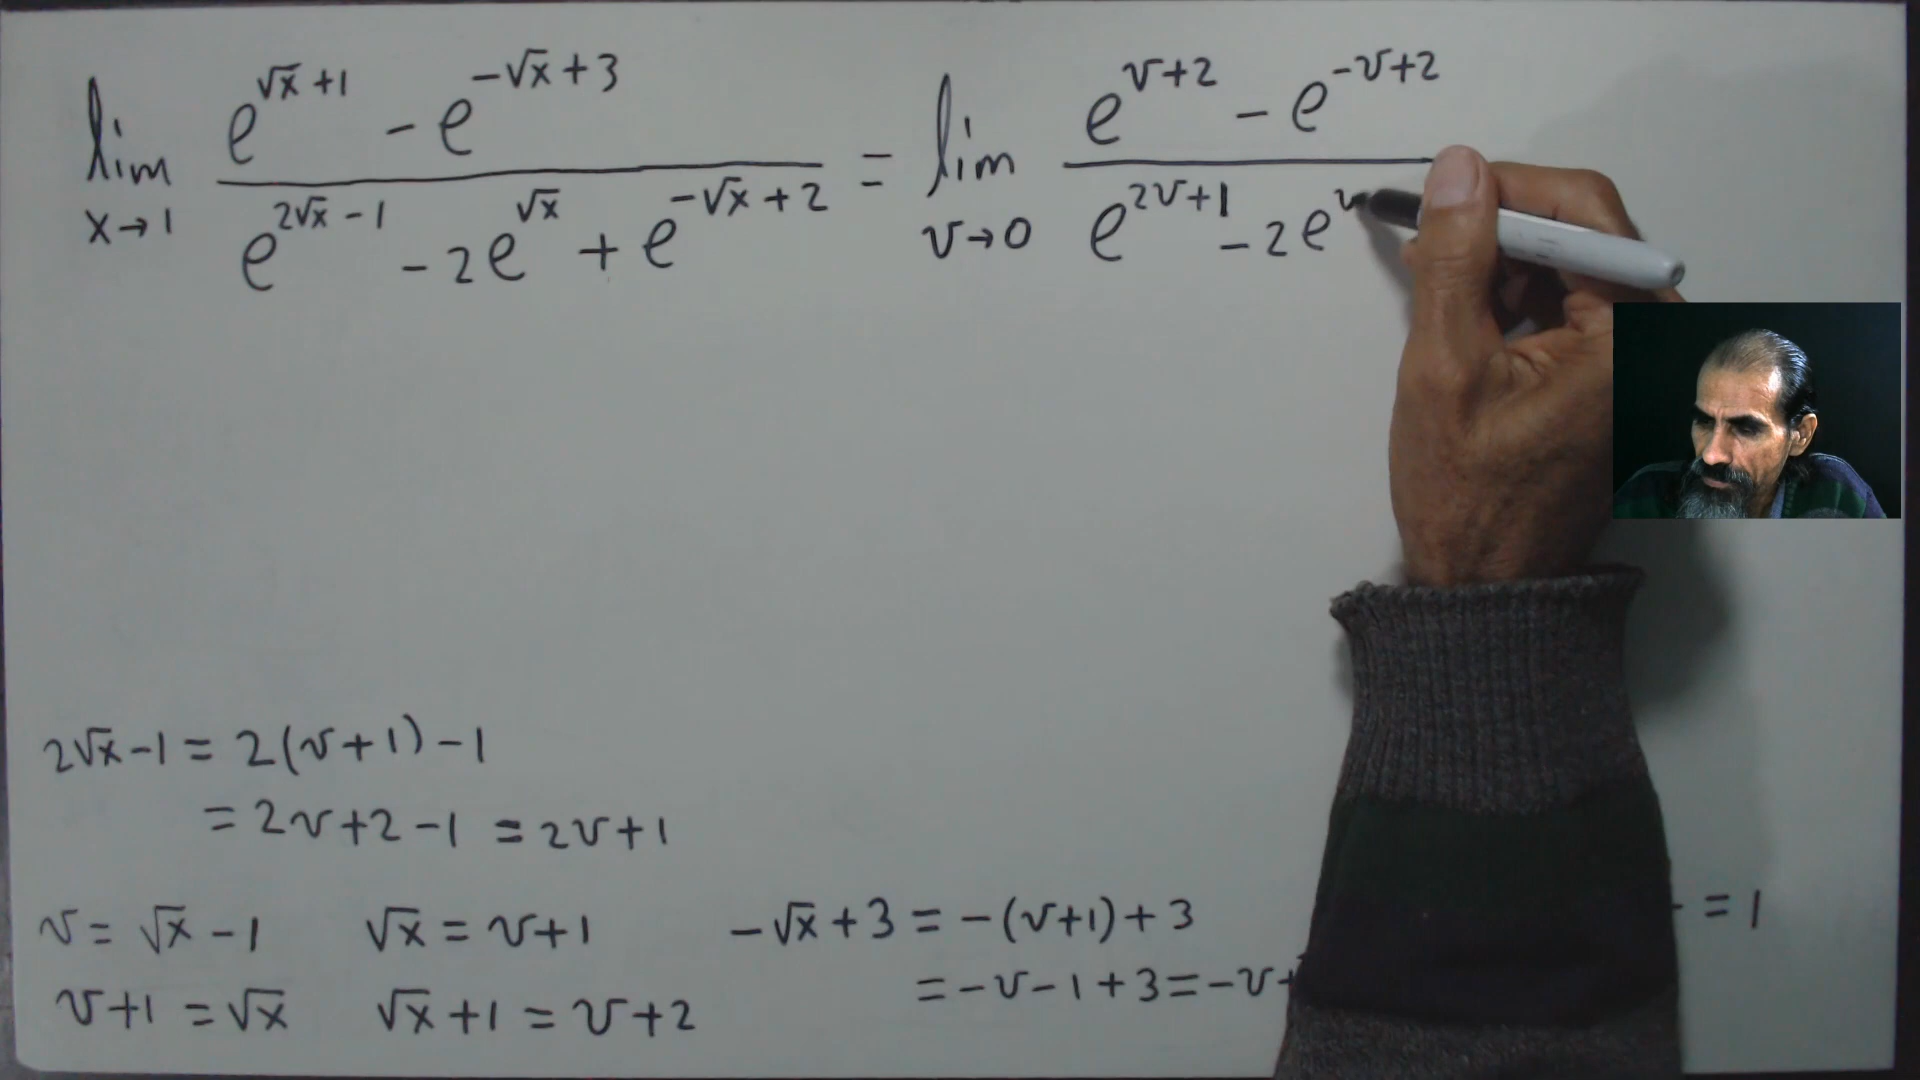 lim x→1 (e^(√x+1) - e^(-√x+3)) / (e^(2√x-1) - 2e^(√x) + e^(-√x+2)) = lim v→0 (e^(v+2) - e^(-v+2)) / (e^(2v+1) - 2e^v
2√x-1 = 2(v+1)-1
= 2v+2-1 = 2v+1
v = √x-1 √x = v+1 -√x+3 = -(v+1)+3 = 1
v+1 = √x √x+1 = v+2 = -v-1+3 = -v+